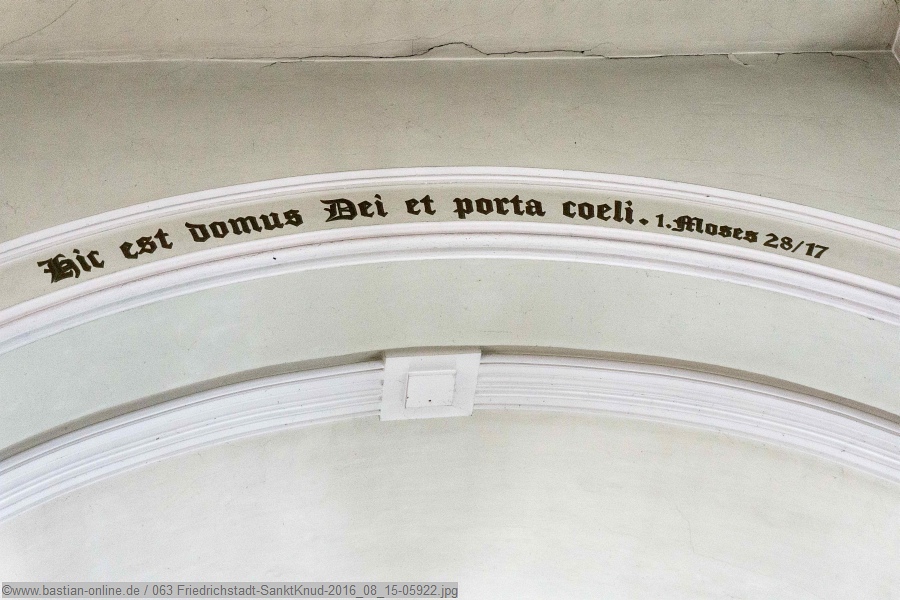 Hic est domus Dei et porta coeli. 1. Moses 28/17
©www.bastian-online.de / 063 Friedrichstadt-SanktKnud-2016_08_15-05922.jpg